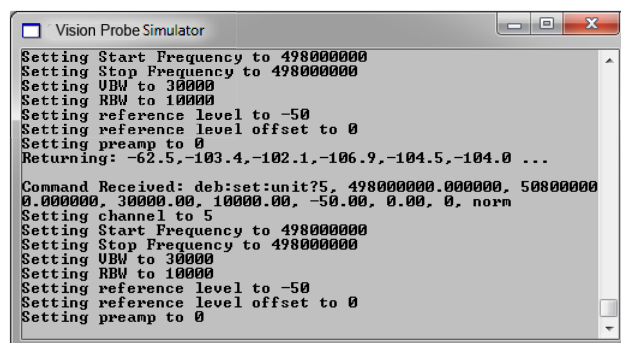 Vision Probe Simulator
Setting Start Frequency to 498000000
Setting Stop Frequency to 498000000
Setting VBW to 30000
Setting RBW to 10000
Setting reference level to -50
Setting reference level offset to 0
Setting preamp to 0
Returning: -62.5,-103.4,-102.1,-106.9,-104.5,-104.0 ...
Command Received: deb:set:unit?5, 498000000.000000, 50800000
0.000000, 30000.00, 10000.00, -50.00, 0.00, 0, norm
Setting channel to 5
Setting Start Frequency to 498000000
Setting Stop Frequency to 498000000
Setting VBW to 30000
Setting RBW to 10000
Setting reference level to -50
Setting reference level offset to 0
Setting preamp to 0